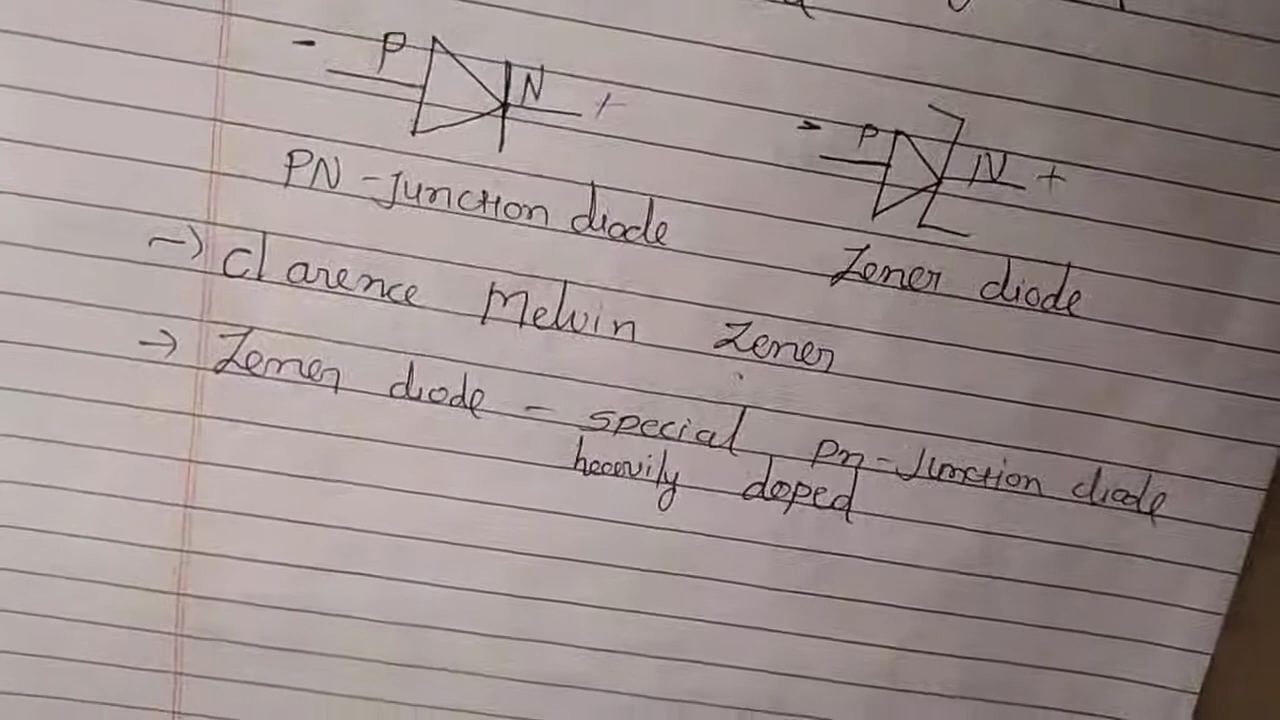 - P N +
- P N +
PN-Junction diode
Zener diode
→ Clarence Melvin Zener
→ Zener diode - special pn-Junction diode
heavily doped